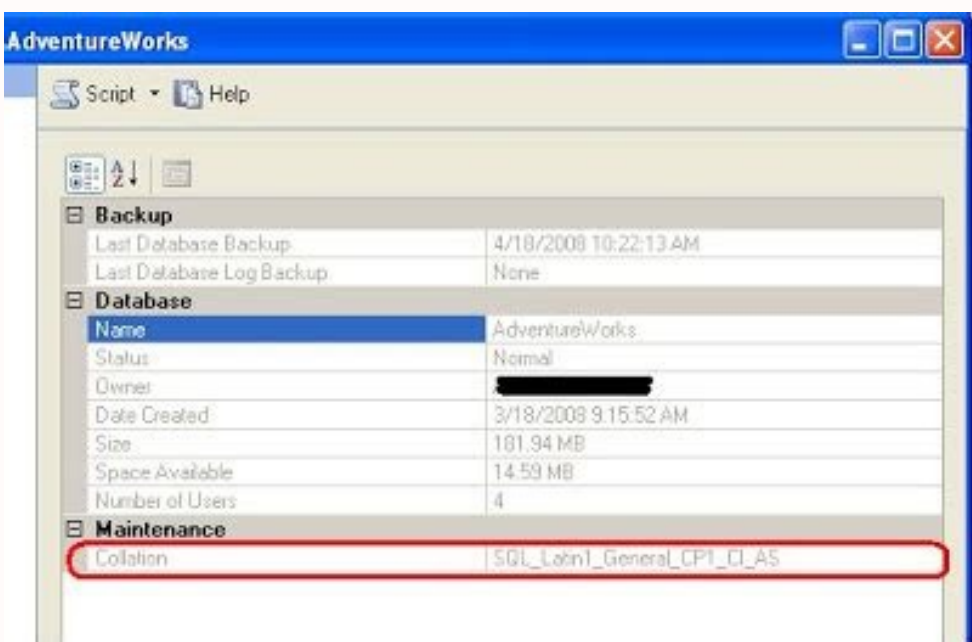 AdventureWorks
Script Help
Backup
Last Database Backup 4/18/2008 10:22:13 AM
Last Database Log Backup None
Database
Name AdventureWorks
Status Normal
Owner
Date Created 3/18/2008 9:15:52 AM
Size 181.94 MB
Space Available 14.59 MB
Number of Users 4
Maintenance
Collation SQL_Latin1_General_CP1_CI_AS